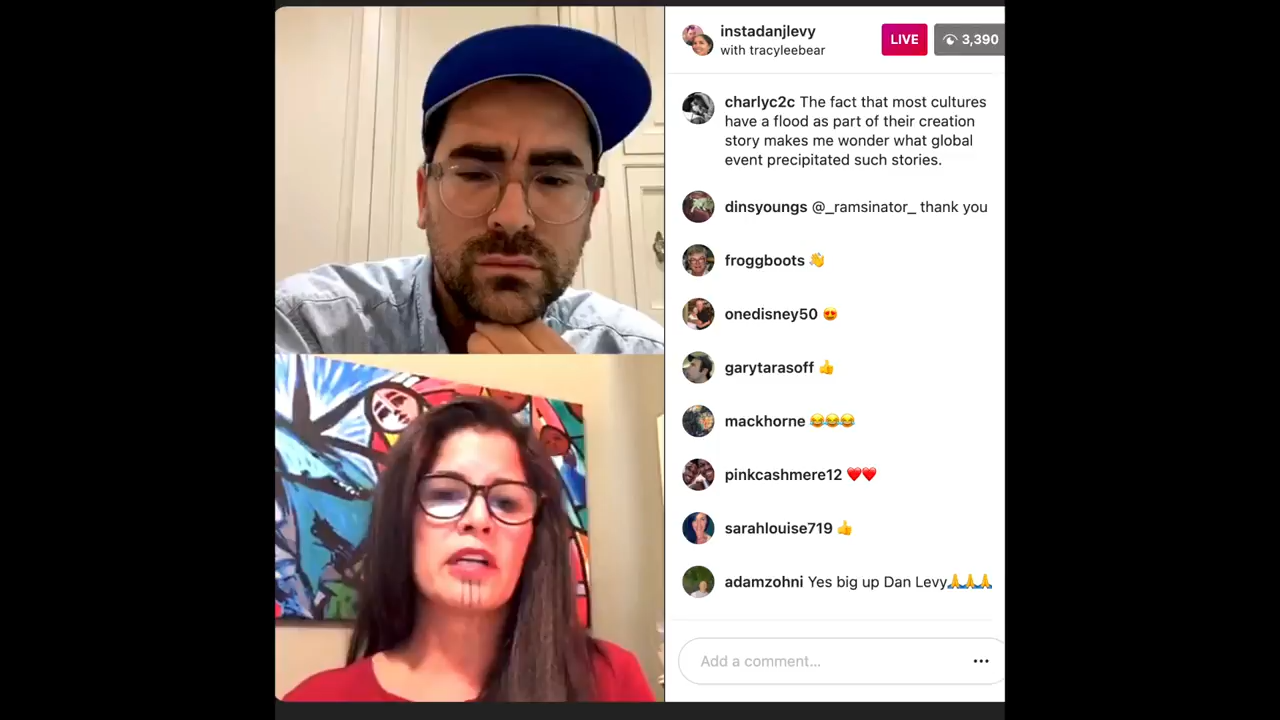 instadanjlevy
with tracyleebear
LIVE
3,390
charlyc2c The fact that most cultures
have a flood as part of their creation
story makes me wonder what global
event precipitated such stories.
dinsyoungs @_ramsinator_ thank you
froggboots 👋
onedisney50 😍
garytarasoff 👍
mackhorne 😂😂😂
pinkcashmere12 ❤️❤️
sarahlouise719 👍
adamzohni Yes big up Dan Levy🙏🙏🙏
Add a comment...